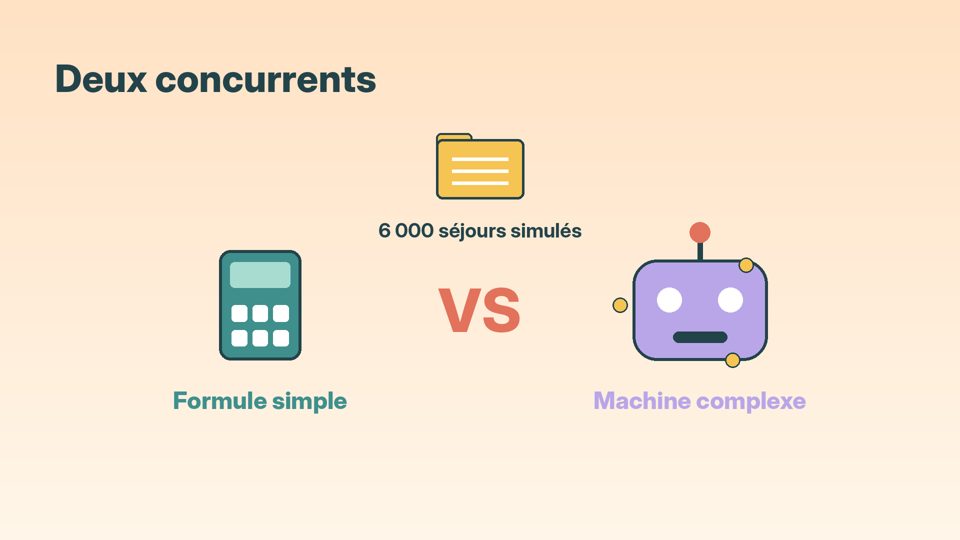 Deux concurrents
6 000 séjours simulés
VS
Formule simple
Machine complexe